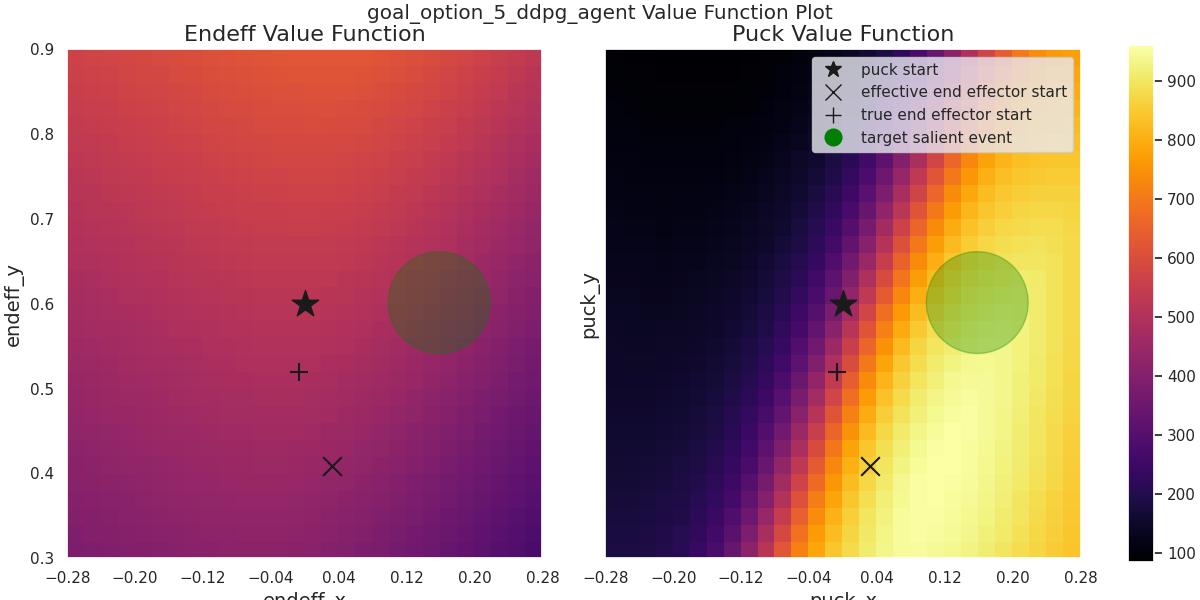 goal_option_5_ddpg_agent Value Function Plot
Endeff Value Function
Puck Value Function
0.9
0.8
0.7
0.6
0.5
0.4
0.3
endeff_y
−0.28 −0.20 −0.12 −0.04 0.04 0.12 0.20 0.28
endeff_x
puck start
effective end effector start
true end effector start
target salient event
puck_y
−0.28 −0.20 −0.12 −0.04 0.04 0.12 0.20 0.28
puck_x
900
800
700
600
500
400
300
200
100